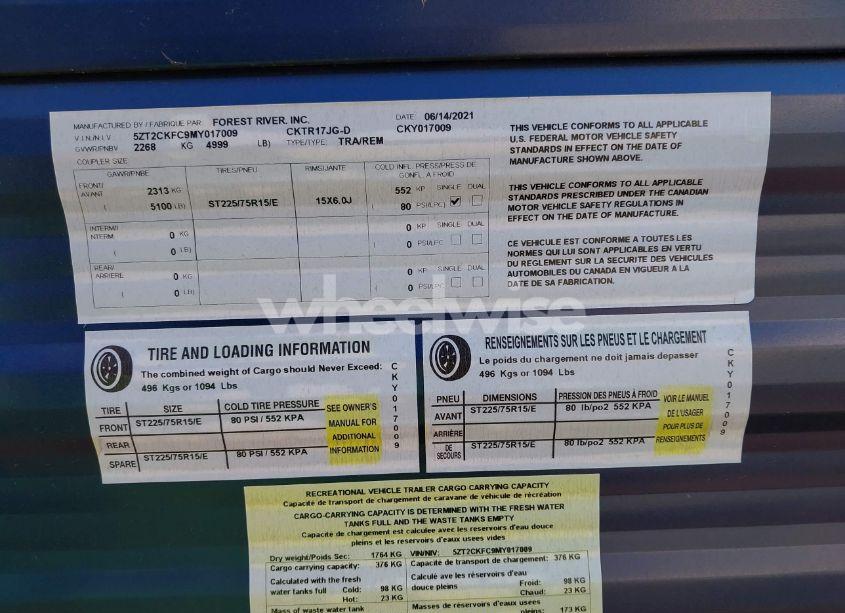 MANUFACTURED BY / FABRIQUE PAR FOREST RIVER, INC. DATE 06/14/2021
V.I.N./N.I.V. 5ZT2CKFC9MY017009 CKTR17JG-D CKY017009
GVWR/PNBV 2268 KG 4999 LB) TYPE/TYPE: TRA/REM
COUPLER SIZE
GAWR/PNBE TIRES/PNEU RIMS/JANTE COLD INFL. PRESS/PRESS DE GONFL. A FROID
FRONT/ AVANT 2313 KG 552 KP SINGLE DUAL
( 5100 LB) ST225/75R15/E 15X6.0J ( 80 PSI/LPC)
INTERM/ INTERM. 0 KG 0 KP SINGLE DUAL
( 0 LB) ( 0 PSI/LPC)
REAR/ ARRIERE 0 KG 0 KP SINGLE DUAL
( 0 LB) ( 0 PSI/LPC)
THIS VEHICLE CONFORMS TO ALL APPLICABLE
U.S. FEDERAL MOTOR VEHICLE SAFETY
STANDARDS IN EFFECT ON THE DATE OF
MANUFACTURE SHOWN ABOVE.
THIS VEHICLE CONFORMS TO ALL APPLICABLE
STANDARDS PRESCRIBED UNDER THE CANADIAN
MOTOR VEHICLE SAFETY REGULATIONS IN
EFFECT ON THE DATE OF MANUFACTURE.
CE VEHICULE EST CONFORME A TOUTES LES
NORMES QUI LUI SONT APPLICABLES EN VERTU
DU REGLEMENT SUR LA SECURITE DES VEHICULES
AUTOMOBILES DU CANADA EN VIGUEUR A LA
DATE DE SA FABRICATION.
wheelwise
TIRE AND LOADING INFORMATION
The combined weight of Cargo should Never Exceed:
496 Kgs or 1094 Lbs
TIRE SIZE COLD TIRE PRESSURE
FRONT ST225/75R15/E 80 PSI / 552 KPA
REAR
SPARE ST225/75R15/E 80 PSI / 552 KPA
SEE OWNER'S
MANUAL FOR
ADDITIONAL
INFORMATION
CKY017009
RENSEIGNEMENTS SUR LES PNEUS ET LE CHARGEMENT
Le poids du chargement ne doit jamais depasser
496 Kgs or 1094 Lbs
PNEU DIMENSIONS PRESSION DES PNEUS À FROID
AVANT ST225/75R15/E 80 lb/po2 552 KPA
ARRIÈRE
DE SECOURS ST225/75R15/E 80 lb/po2 552 KPA
VOIR LE MANUEL
DE L'USAGER
POUR PLUS DE
RENSEIGNEMENTS
CKY017009
RECREATIONAL VEHICLE TRAILER CARGO CARRYING CAPACITY
Capacite de transport de chargement de caravane de véhicule de récréation
CARGO-CARRYING CAPACITY IS DETERMINED WITH THE FRESH WATER
TANKS FULL AND THE WASTE TANKS EMPTY
Capacite de chargement est calculee avec les reservoirs d'eau douce
pleins et les reservoirs d'eaux usees vides
Dry weight/Poids Sec: 1764 KG VIN/NIV: 5ZT2CKFC9MY017009
Cargo carrying capacity: 376 KG Capacite de transport de chargement: 376 KG
Calculated with the fresh
water tanks full Cold: 98 KG
Hot: 23 KG
Calculé ave les réservoirs d'eau
douce pleins Froid: 98 KG
Chaud: 23 KG
Mass of waste water tank
Masses de réservoirs d'eaux usées
pleins: 173 KG